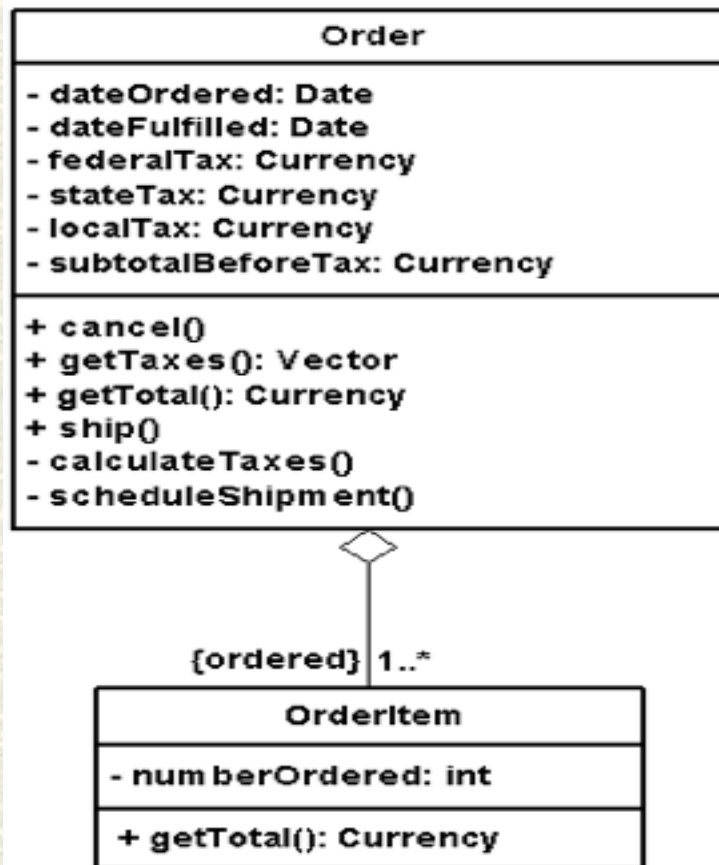 Order
- dateOrdered: Date
- dateFulfilled: Date
- federalTax: Currency
- stateTax: Currency
- localTax: Currency
- subtotalBeforeTax: Currency
+ cancel()
+ getTaxes(): Vector
+ getTotal(): Currency
+ ship()
- calculateTaxes()
- scheduleShipment()
{ordered} 1..*
OrderItem
- numberOrdered: int
+ getTotal(): Currency